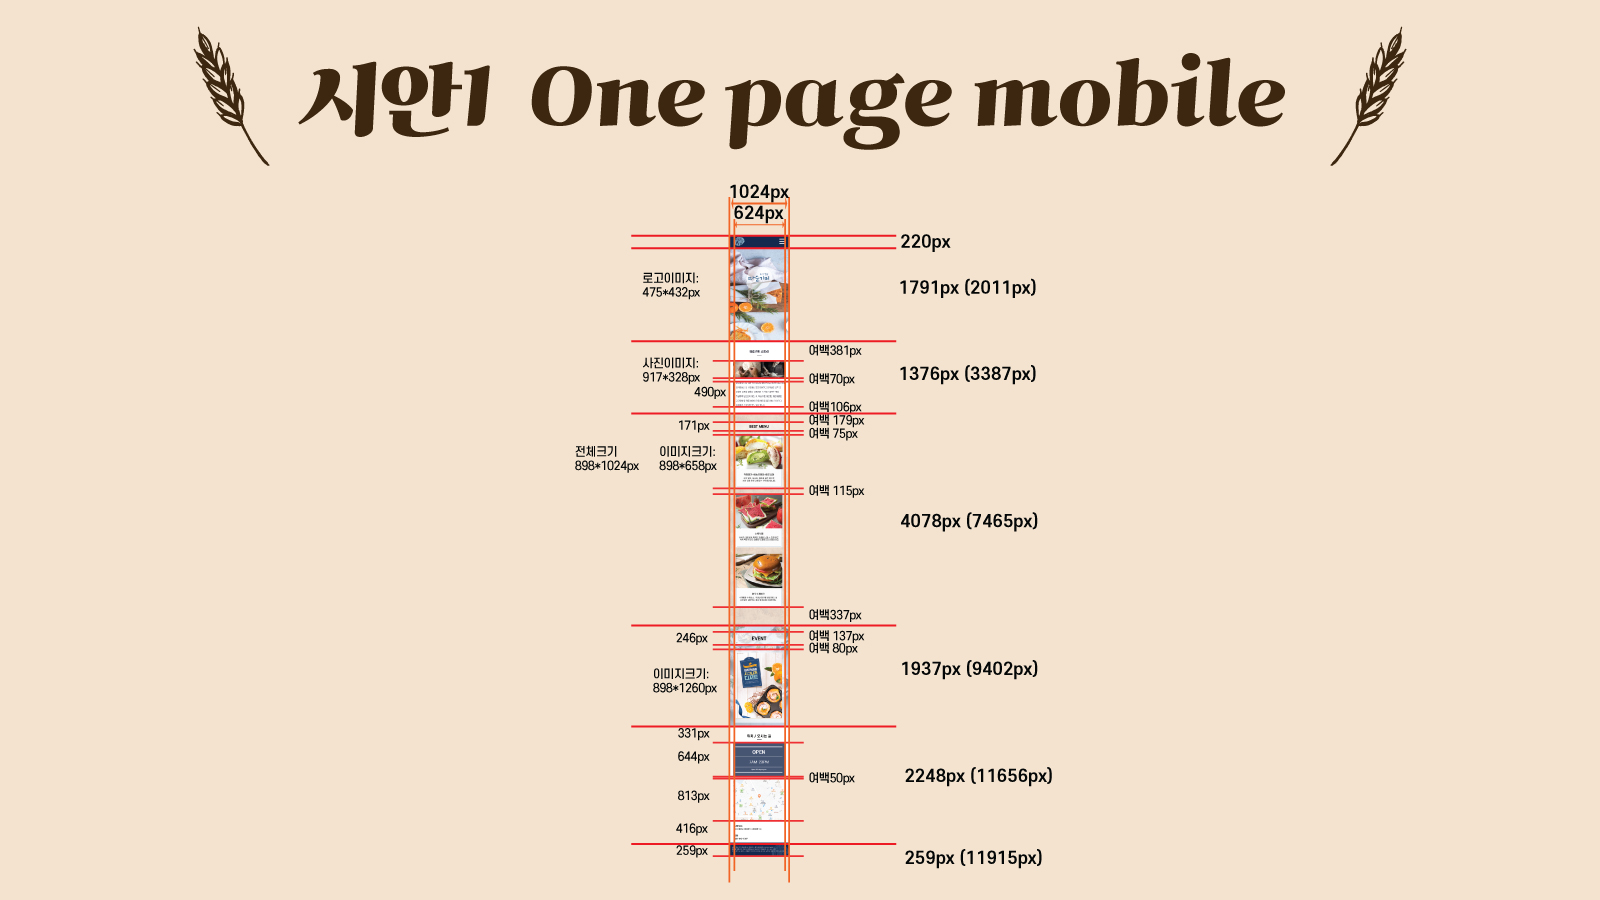 시안1 One page mobile
1024px
624px
220px
로고이미지:
475*432px
1791px (2011px)
여백381px
사진이미지:
917*328px
1376px (3387px)
여백70px
490px
여백106px
여백 179px
171px
BEST MENU
여백 75px
전체크기
898*1024px
이미지크기:
898*658px
여백 115px
4078px (7465px)
여백337px
246px
EVENT
여백 137px
여백 80px
1937px (9402px)
이미지크기:
898*1260px
331px
644px
OPEN
2248px (11656px)
여백50px
813px
416px
259px
259px (11915px)